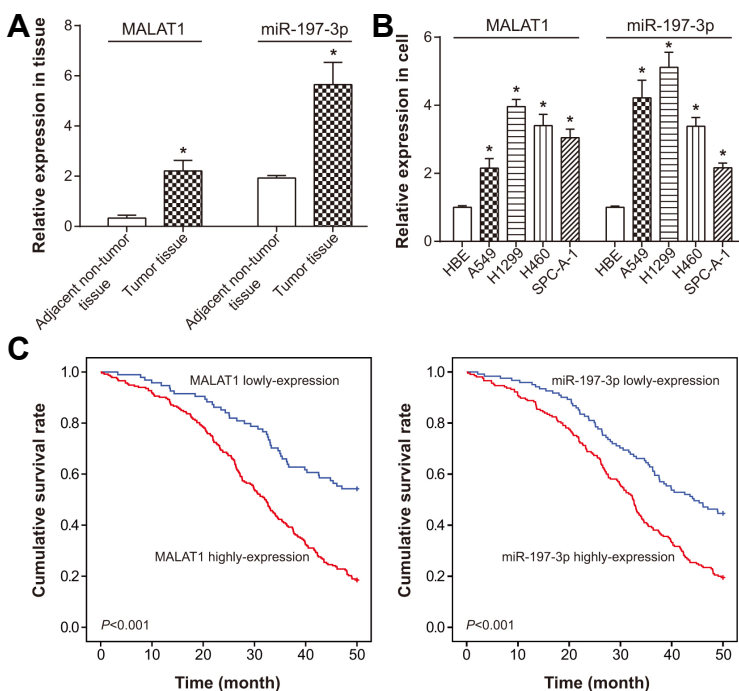 A
MALAT1
miR-197-3p
Relative expression in tissue
8
6
4
2
0
*
*
Adjacent non-tumor
tissue
Tumor tissue
Adjacent non-tumor
tissue
Tumor tissue
B
MALAT1
miR-197-3p
Relative expression in cell
6
4
2
0
*
*
*
*
*
*
*
*
HBE
A549
H1299
H460
SPC-A-1
HBE
A549
H1299
H460
SPC-A-1
C
Cumulative survival rate
1.0
0.8
0.6
0.4
0.2
0.0
MALAT1 lowly-expression
MALAT1 highly-expression
P<0.001
0 10 20 30 40 50
Time (month)
Cumulative survival rate
1.0
0.8
0.6
0.4
0.2
0.0
miR-197-3p lowly-expression
miR-197-3p highly-expression
P<0.001
0 10 20 30 40 50
Time (month)